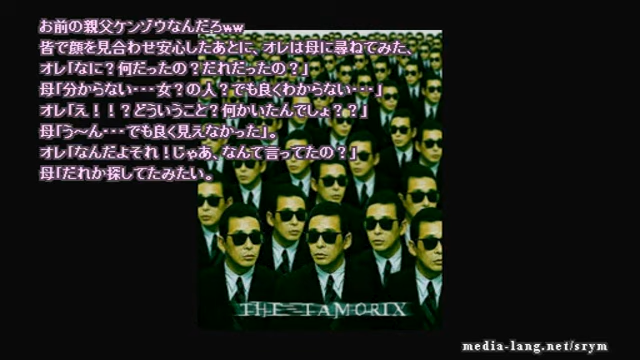 お前の親父ケンゾウなんだろww
皆で顔を見合わせ安心したあとに、オレは母に尋ねてみた、
オレ「なに？何だったの？だれだったの？」
母「分からない・・・女？の人？でも良くわからない・・・」
オレ「え！！？どういうこと？何かいたんでしょ？？」
母「う～ん・・・でも良く見えなかった」。
オレ「なんだよそれ！じゃあ、なんて言ってたの？」
母「だれか探してたみたい。
THE TAMORIX
media-lang.net/srym